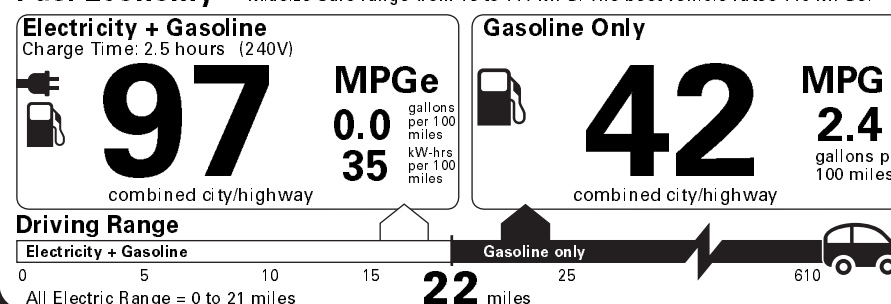 Electricity + Gasoline
Charge Time: 2.5 hours (240V)
97
MPGe
0.0
gallons
per 100
miles
35
kW-hrs
per 100
miles
combined city/highway
Gasoline Only
42
MPG
2.4
gallons p
100 miles
combined city/highway
Driving Range
Electricity + Gasoline
Gasoline only
0 5 10 15 22 miles 25 610
All Electric Range = 0 to 21 miles